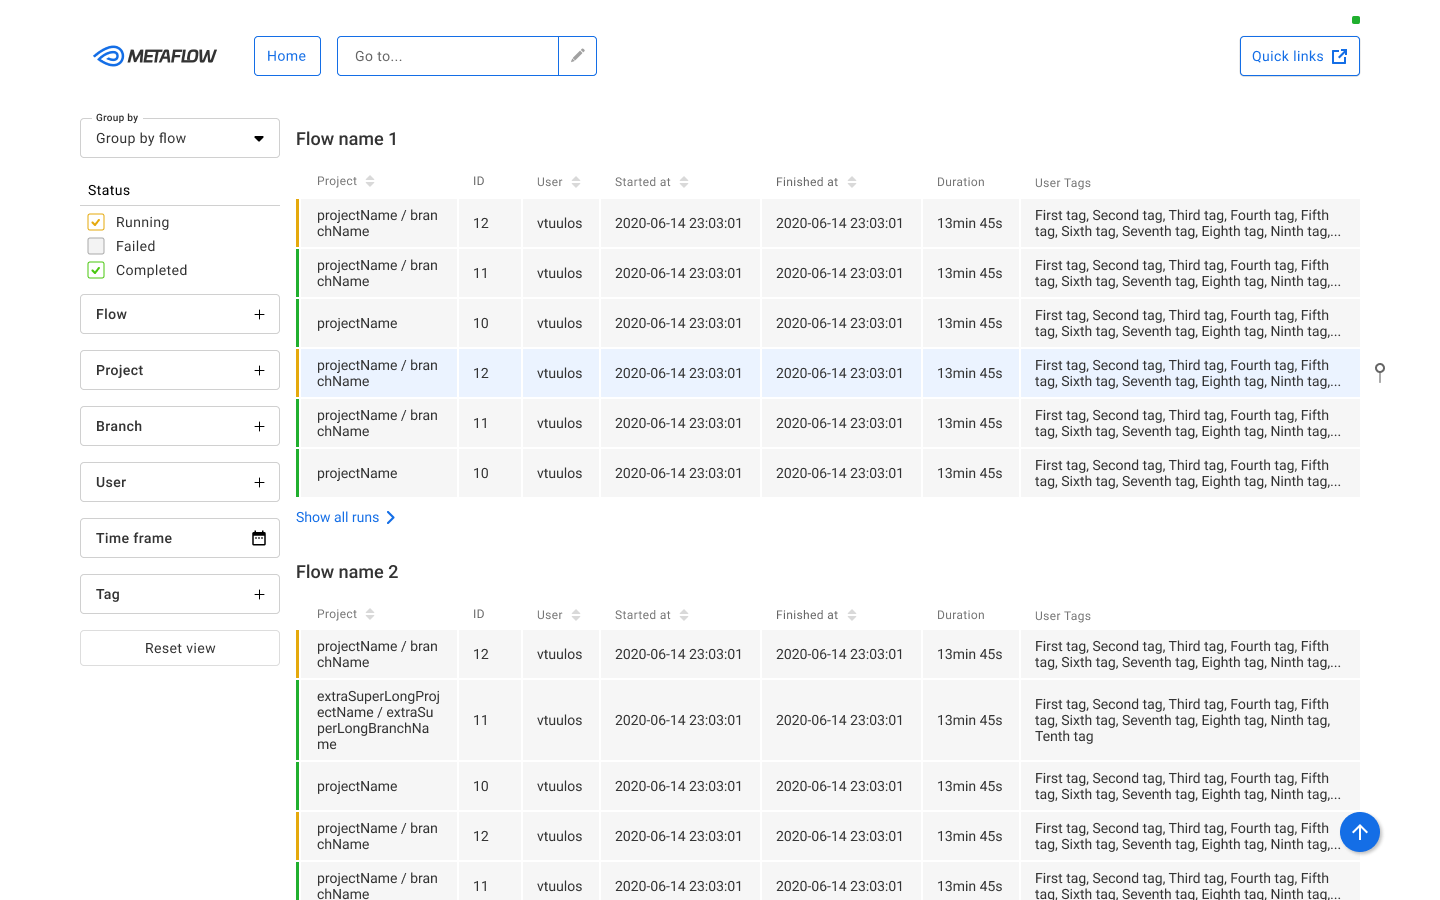 METAFLOW
Home
Go to...
Quick links
Group by
Group by flow
Status
Running
Failed
Completed
Flow
Project
Branch
User
Time frame
Tag
Reset view
Flow name 1
Project ID User Started at Finished at Duration User Tags
projectName / bran
chName
12 vtuulos 2020-06-14 23:03:01 2020-06-14 23:03:01 13min 45s
First tag, Second tag, Third tag, Fourth tag, Fifth
tag, Sixth tag, Seventh tag, Eighth tag, Ninth tag,...
projectName / bran
chName
11 vtuulos 2020-06-14 23:03:01 2020-06-14 23:03:01 13min 45s
First tag, Second tag, Third tag, Fourth tag, Fifth
tag, Sixth tag, Seventh tag, Eighth tag, Ninth tag,...
projectName
10 vtuulos 2020-06-14 23:03:01 2020-06-14 23:03:01 13min 45s
First tag, Second tag, Third tag, Fourth tag, Fifth
tag, Sixth tag, Seventh tag, Eighth tag, Ninth tag,...
projectName / bran
chName
12 vtuulos 2020-06-14 23:03:01 2020-06-14 23:03:01 13min 45s
First tag, Second tag, Third tag, Fourth tag, Fifth
tag, Sixth tag, Seventh tag, Eighth tag, Ninth tag,...
projectName / bran
chName
11 vtuulos 2020-06-14 23:03:01 2020-06-14 23:03:01 13min 45s
First tag, Second tag, Third tag, Fourth tag, Fifth
tag, Sixth tag, Seventh tag, Eighth tag, Ninth tag,...
projectName
10 vtuulos 2020-06-14 23:03:01 2020-06-14 23:03:01 13min 45s
First tag, Second tag, Third tag, Fourth tag, Fifth
tag, Sixth tag, Seventh tag, Eighth tag, Ninth tag,...
Show all runs
Flow name 2
Project ID User Started at Finished at Duration User Tags
projectName / bran
chName
12 vtuulos 2020-06-14 23:03:01 2020-06-14 23:03:01 13min 45s
First tag, Second tag, Third tag, Fourth tag, Fifth
tag, Sixth tag, Seventh tag, Eighth tag, Ninth tag,...
extraSuperLongProj
ectName / extraSu
perLongBranchNa
me
11 vtuulos 2020-06-14 23:03:01 2020-06-14 23:03:01 13min 45s
First tag, Second tag, Third tag, Fourth tag, Fifth
tag, Sixth tag, Seventh tag, Eighth tag, Ninth tag,
Tenth tag
projectName
10 vtuulos 2020-06-14 23:03:01 2020-06-14 23:03:01 13min 45s
First tag, Second tag, Third tag, Fourth tag, Fifth
tag, Sixth tag, Seventh tag, Eighth tag, Ninth tag,...
projectName / bran
chName
12 vtuulos 2020-06-14 23:03:01 2020-06-14 23:03:01 13min 45s
First tag, Second tag, Third tag, Fourth tag, Fifth
tag, Sixth tag, Seventh tag, Eighth tag, Ninth tag,...
projectName / bran
chName
11 vtuulos 2020-06-14 23:03:01 2020-06-14 23:03:01 13min 45s
First tag, Second tag, Third tag, Fourth tag, Fifth
tag, Sixth tag, Seventh tag, Eighth tag, Ninth tag,...